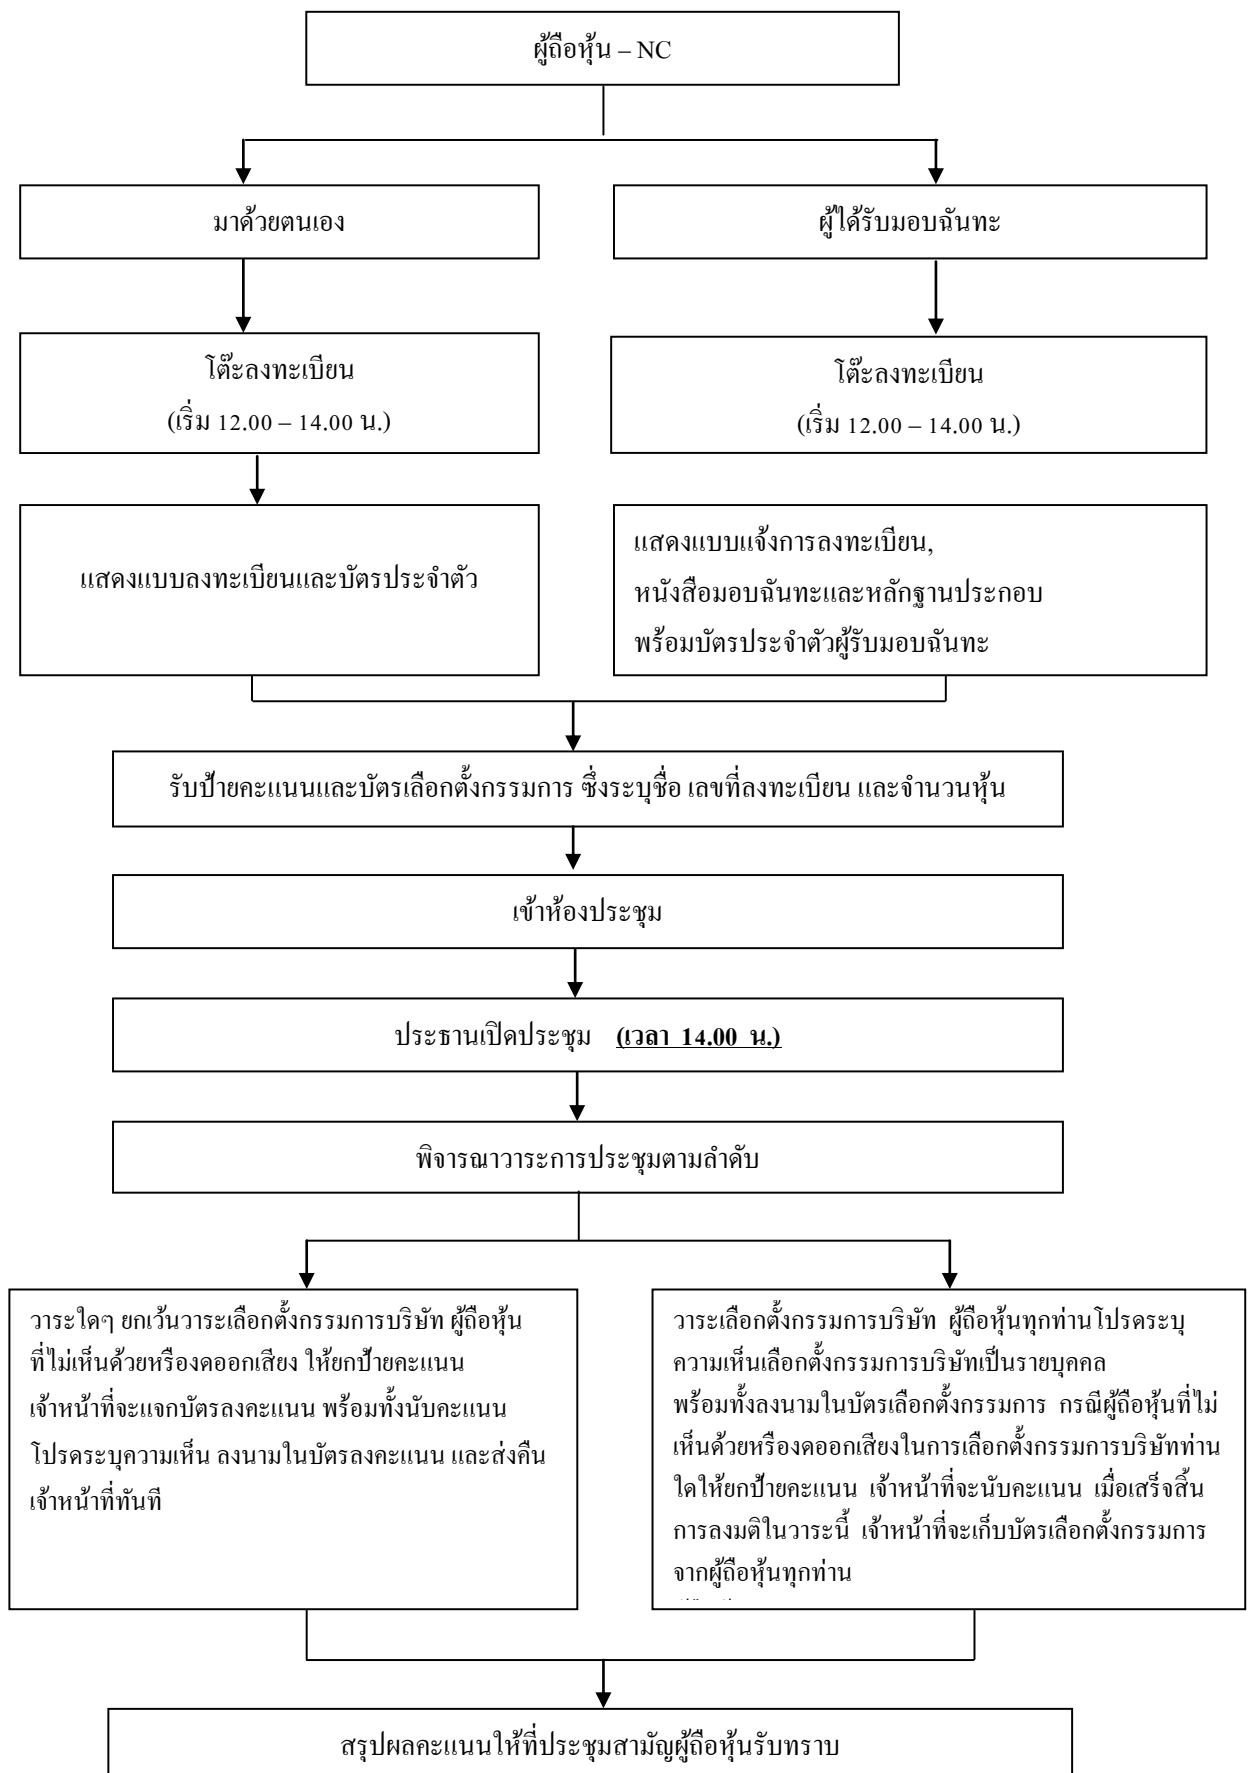 ผู้ถือหุ้น – NC
มาด้วยตนเอง
ผู้ได้รับมอบฉันทะ
โต๊ะลงทะเบียน
(เริ่ม 12.00 – 14.00 น.)
โต๊ะลงทะเบียน
(เริ่ม 12.00 – 14.00 น.)
แสดงแบบลงทะเบียนและบัตรประจำตัว
แสดงแบบแจ้งการลงทะเบียน,
หนังสือมอบฉันทะและหลักฐานประกอบ
พร้อมบัตรประจำตัวผู้รับมอบฉันทะ
รับป้ายคะแนนและบัตรเลือกตั้งกรรมการ ซึ่งระบุชื่อ เลขที่ลงทะเบียน และจำนวนหุ้น
เข้าห้องประชุม
ประธานเปิดประชุม (เวลา 14.00 น.)
พิจารณาวาระการประชุมตามลำดับ
วาระใดๆ ยกเว้นวาระเลือกตั้งกรรมการบริษัท ผู้ถือหุ้น
ที่ไม่เห็นด้วยหรืองดออกเสียง ให้ยกป้ายคะแนน
เจ้าหน้าที่จะแจกบัตรลงคะแนน พร้อมทั้งนับคะแนน
โปรดระบุความเห็น ลงนามในบัตรลงคะแนน และส่งคืน
เจ้าหน้าที่ทันที
วาระเลือกตั้งกรรมการบริษัท ผู้ถือหุ้นทุกท่านโปรดระบุ
ความเห็นเลือกตั้งกรรมการบริษัทเป็นรายบุคคล
พร้อมทั้งลงนามในบัตรเลือกตั้งกรรมการ กรณีผู้ถือหุ้นที่ไม่
เห็นด้วยหรืองดออกเสียงในการเลือกตั้งกรรมการบริษัทท่าน
ใดให้ยกป้ายคะแนน เจ้าหน้าที่จะนับคะแนน เมื่อเสร็จสิ้น
การลงมติในวาระนี้ เจ้าหน้าที่จะเก็บบัตรเลือกตั้งกรรมการ
จากผู้ถือหุ้นทุกท่าน
สรุปผลคะแนนให้ที่ประชุมสามัญผู้ถือหุ้นรับทราบ